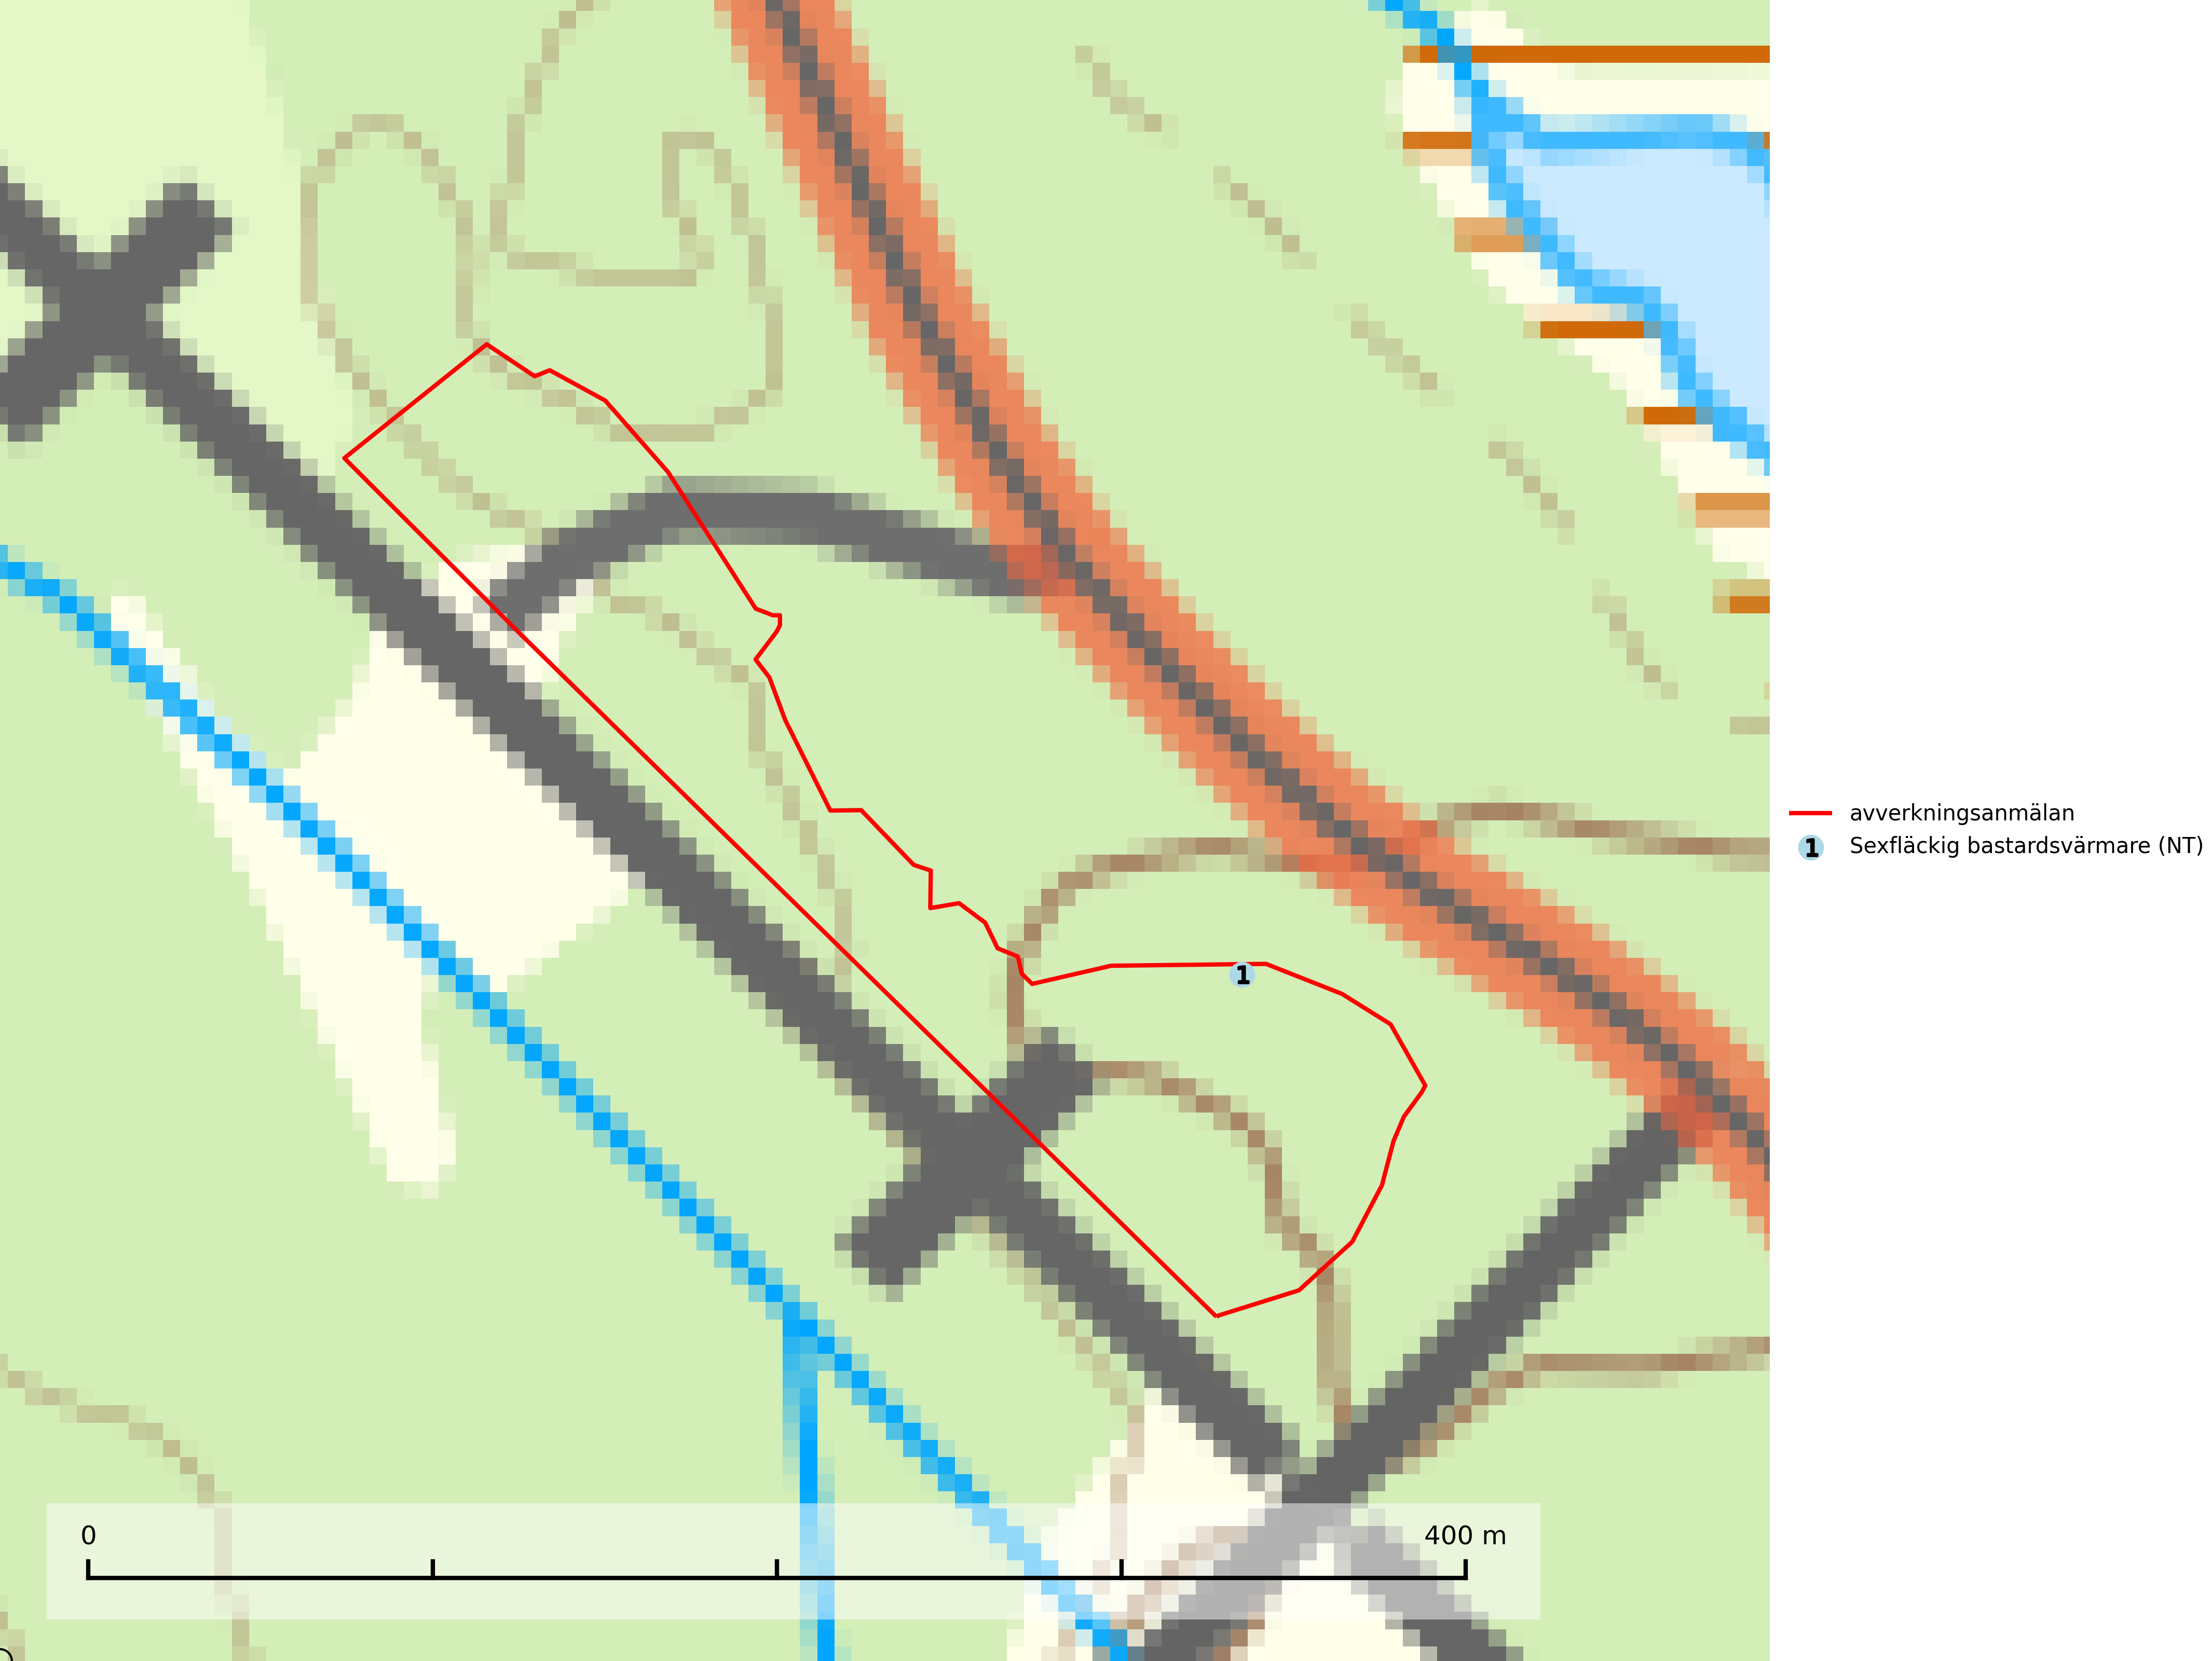 1
avverkningsanmälan
1 Sexfläckig bastardsvärmare (NT)
0 400 m